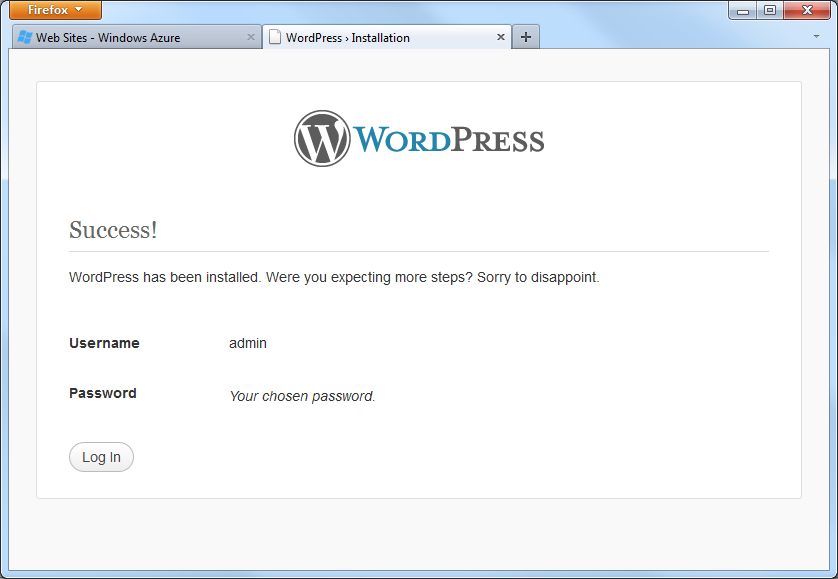 Firefox
Web Sites - Windows Azure
WordPress › Installation
WORDPRESS
Success!
WordPress has been installed. Were you expecting more steps? Sorry to disappoint.
Username admin
Password Your chosen password.
Log In